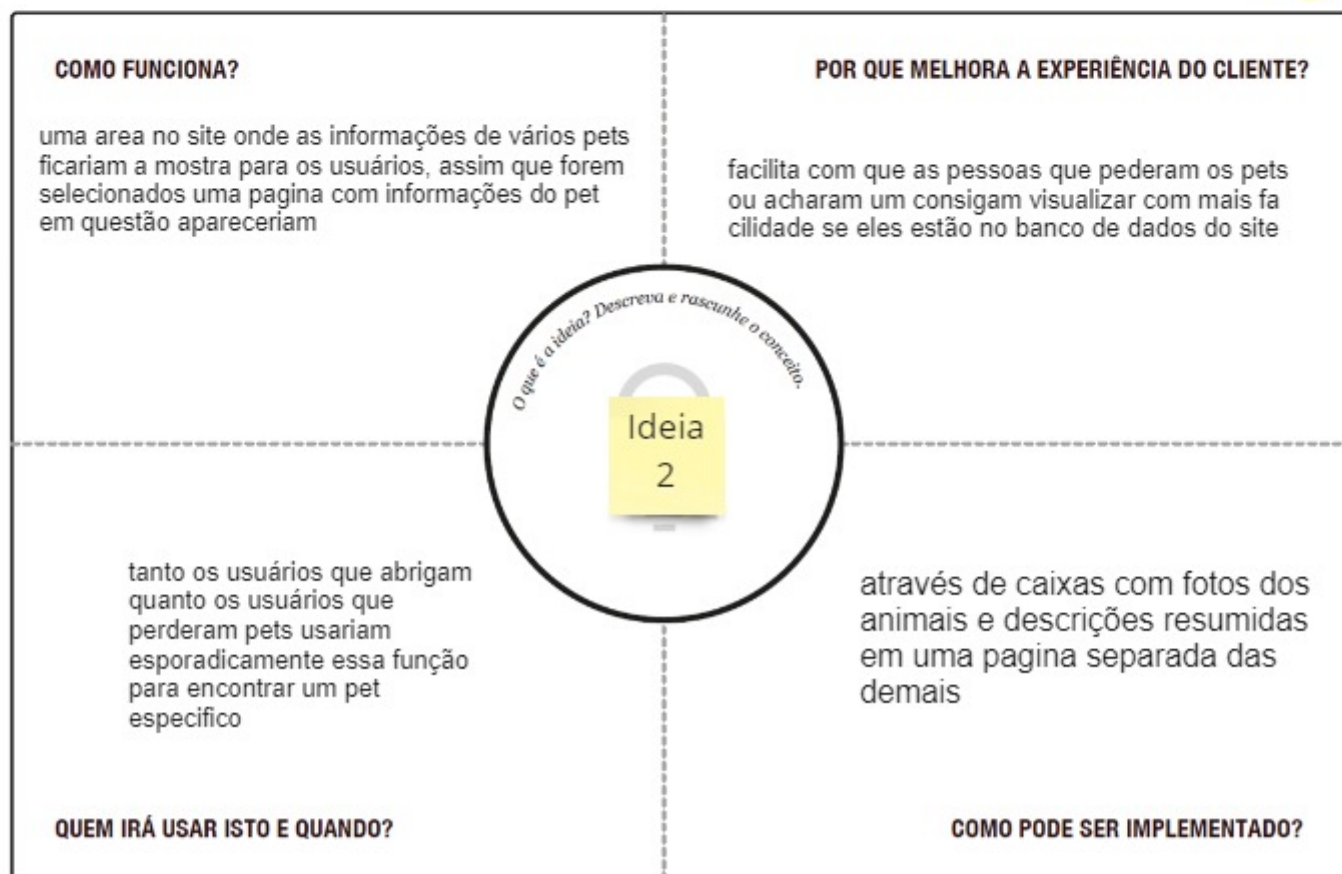 COMO FUNCIONA?
uma area no site onde as informações de vários pets
ficariam a mostra para os usuários, assim que forem
selecionados uma pagina com informações do pet
em questão apareceriam
POR QUE MELHORA A EXPERIÊNCIA DO CLIENTE?
facilita com que as pessoas que pederam os pets
ou acharam um consigam visualizar com mais fa
cilidade se eles estão no banco de dados do site
O que é a ideia? Descreva e rascunhe o conceito.
Ideia
2
tanto os usuários que abrigam
quanto os usuários que
perderam pets usariam
esporadicamente essa função
para encontrar um pet
especifico
QUEM IRÁ USAR ISTO E QUANDO?
através de caixas com fotos dos
animais e descrições resumidas
em uma pagina separada das
demais
COMO PODE SER IMPLEMENTADO?